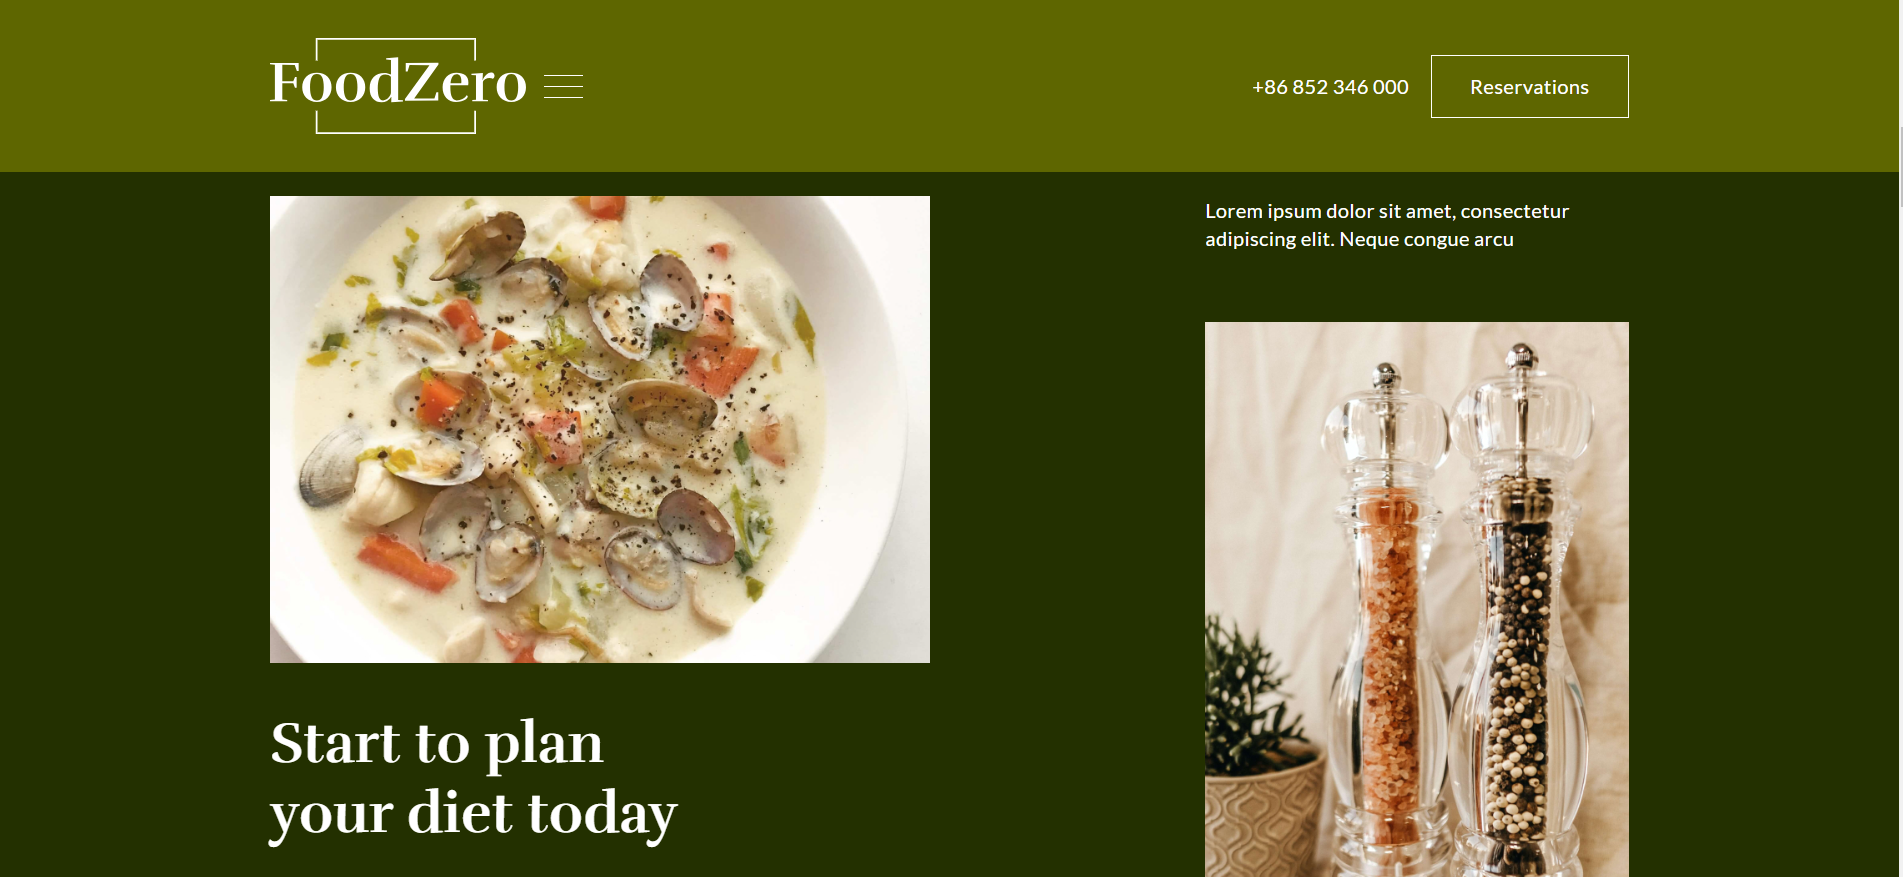 FoodZero
+86 852 346 000
Reservations
Lorem ipsum dolor sit amet, consectetur
adipiscing elit. Neque congue arcu
Start to plan
your diet today